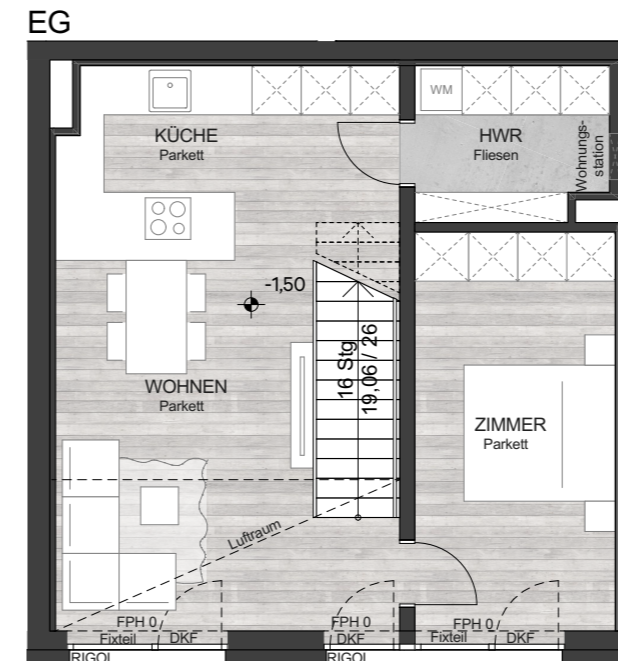 EG
KÜCHE
Parkett
WM
HWR
Fliesen
Wohnungs-
station
-1,50
16 Stg
19,06 / 26
WOHNEN
Parkett
ZIMMER
Parkett
Luftraum
FPH 0
Fixteil
DKF
FPH 0
DKF
FPH 0
Fixteil
DKF
RIGOL
RIGOL